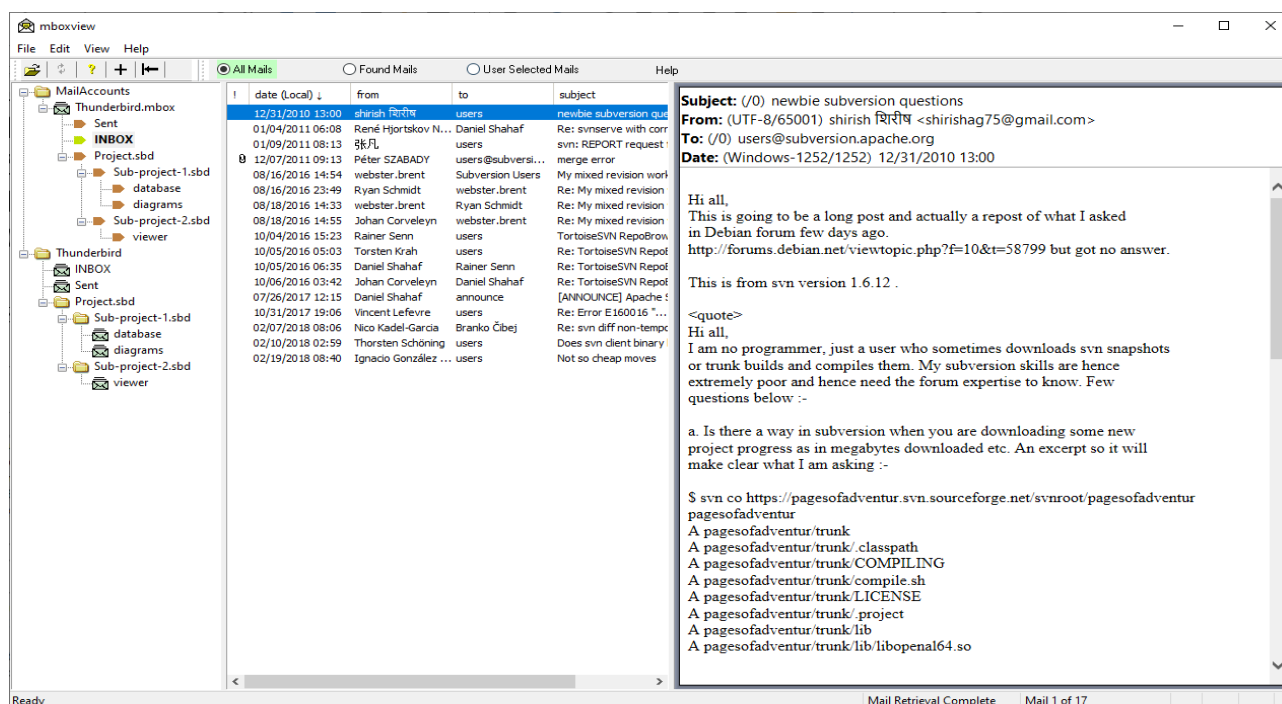 mboxview
File Edit View Help
All Mails Found Mails User Selected Mails Help
MailAccounts
Thunderbird.mbox
Sent
INBOX
Project.sbd
Sub-project-1.sbd
database
diagrams
Sub-project-2.sbd
viewer
Thunderbird
INBOX
Sent
Project.sbd
Sub-project-1.sbd
database
diagrams
Sub-project-2.sbd
viewer
! date (Local) ↓ from to subject
12/31/2010 13:00 shirish शिरीष users newbie subversion que
01/04/2011 06:08 René Hjortskov N... Daniel Shahaf Re: svnserve with corr
01/09/2011 08:13 张凡 users svn: REPORT request
12/07/2011 09:13 Péter SZABADY users@subversi... merge error
08/16/2016 14:54 webster.brent Subversion Users My mixed revision worl
08/16/2016 23:49 Ryan Schmidt webster.brent Re: My mixed revision
08/18/2016 14:33 webster.brent Ryan Schmidt Re: My mixed revision
08/18/2016 14:55 Johan Corveleyn webster.brent Re: My mixed revision
10/04/2016 15:23 Rainer Senn users TortoiseSVN RepoBrow
10/05/2016 05:03 Torsten Krah users Re: TortoiseSVN RepoB
10/05/2016 06:35 Daniel Shahaf Rainer Senn Re: TortoiseSVN RepoB
10/06/2016 03:42 Johan Corveleyn Daniel Shahaf Re: TortoiseSVN RepoB
07/26/2017 12:15 Daniel Shahaf announce [ANNOUNCE] Apache S
10/31/2017 19:06 Vincent Lefevre users Re: Error E160016 "...
02/07/2018 08:06 Nico Kadel-Garcia Branko Čibej Re: svn diff non-tempo
02/10/2018 02:59 Thorsten Schöning users Does svn client binary
02/19/2018 08:40 Ignacio González ... users Not so cheap moves
Subject: (/0) newbie subversion questions
From: (UTF-8/65001) shirish शिरीष <shirishag75@gmail.com>
To: (/0) users@subversion.apache.org
Date: (Windows-1252/1252) 12/31/2010 13:00
Hi all,
This is going to be a long post and actually a repost of what I asked
in Debian forum few days ago.
http://forums.debian.net/viewtopic.php?f=10&t=58799 but got no answer.
This is from svn version 1.6.12 .
<quote>
Hi all,
I am no programmer, just a user who sometimes downloads svn snapshots
or trunk builds and compiles them. My subversion skills are hence
extremely poor and hence need the forum expertise to know. Few
questions below :-
a. Is there a way in subversion when you are downloading some new
project progress as in megabytes downloaded etc. An excerpt so it will
make clear what I am asking :-
$ svn co https://pagesofadventur.svn.sourceforge.net/svnroot/pagesofadventur
pagesofadventur
A pagesofadventur/trunk
A pagesofadventur/trunk/.classpath
A pagesofadventur/trunk/COMPILING
A pagesofadventur/trunk/compile.sh
A pagesofadventur/trunk/LICENSE
A pagesofadventur/trunk/.project
A pagesofadventur/trunk/lib
A pagesofadventur/trunk/lib/libopenal64.so
Ready Mail Retrieval Complete Mail 1 of 17